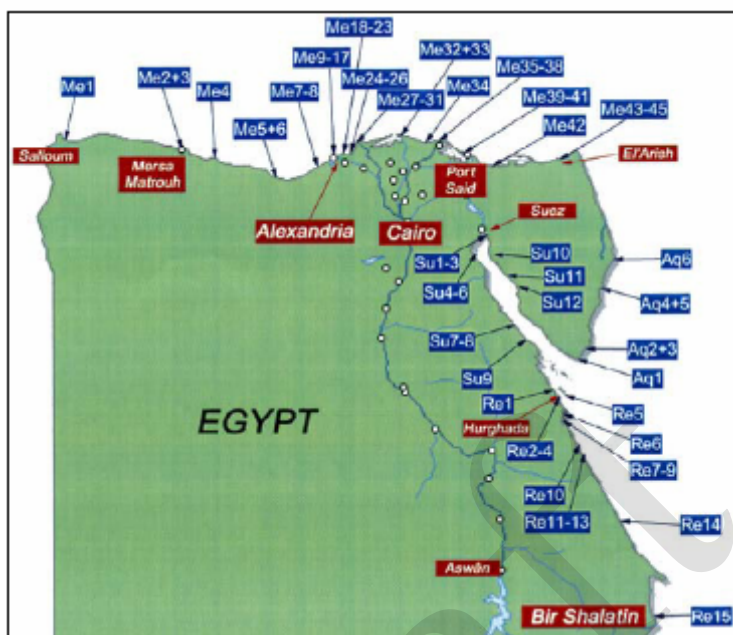 Me18-23
Me9-17
Me32+33
Me35-38
Me1
Me2+3
Me4
Me7-8
Me24-26
Me34
Me39-41
Me27-31
Me43-45
Me5+6
Me42
Salloum
Mersa
Matrouh
Port
Said
El'Arish
Alexandria
Cairo
Suez
Su1-3
Su10
Aq6
Su4-6
Su11
Su12
Aq4+5
Su7-8
Aq2+3
Su9
Aq1
Re1
Re5
EGYPT
Hurghada
Re6
Re2-4
Re7-9
Re10
Re11-13
Re14
Aswân
Bir Shalatin
Re15